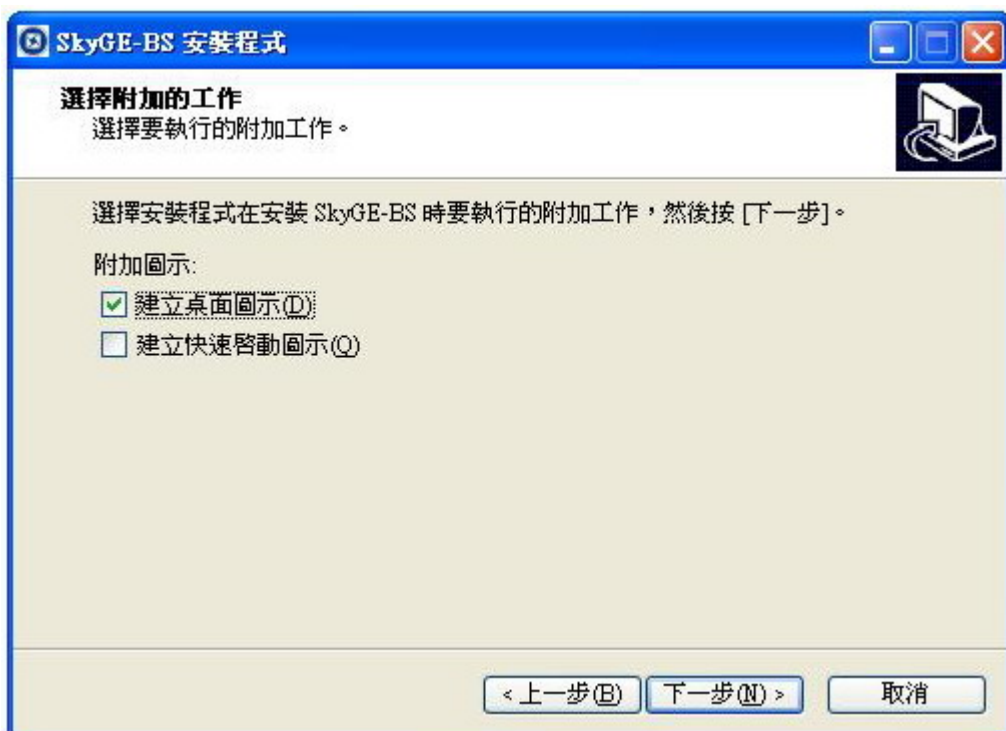 SkyGE-BS 安裝程式
選擇附加的工作
選擇要執行的附加工作。
選擇安裝程式在安裝 SkyGE-BS 時要執行的附加工作，然後按 [下一步]。
附加圖示:
建立桌面圖示(D)
建立快速啓動圖示(Q)
<上一步(B) 下一步(N)> 取消